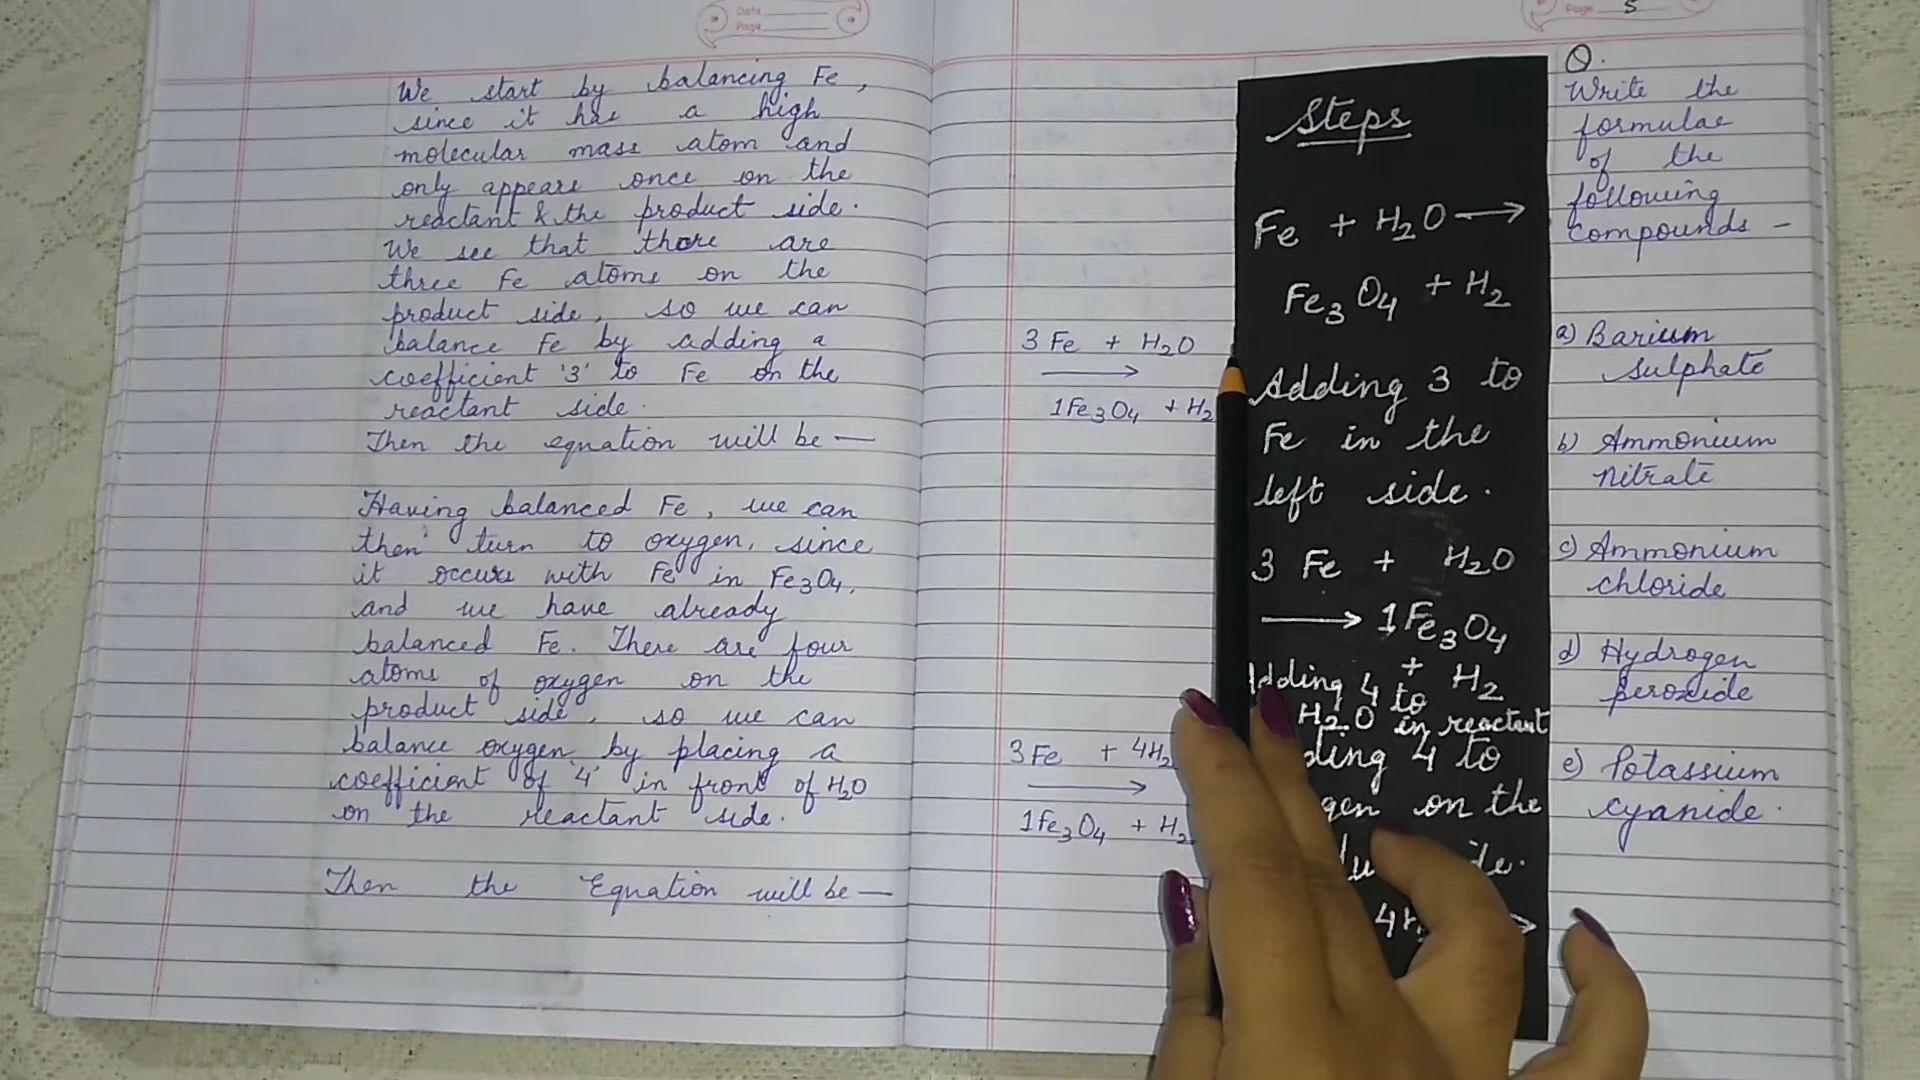 Date
Page
We start by balancing Fe,
since it has a high
molecular mass atom and
only appears once on the
reactant & the product side.
We see that there are
three Fe atoms on the
product side, so we can
balance Fe by adding a
coefficient '3' to Fe on the
reactant side.
Then the equation will be —
Having balanced Fe, we can
then turn to oxygen, since
it occurs with Fe in Fe₃O₄,
and we have already
balanced Fe. There are four
atoms of oxygen on the
product side, so we can
balance oxygen by placing a
coefficient of '4' in front of H₂O
on the reactant side.
Then the Equation will be —
3 Fe + H₂O
⟶
1Fe₃O₄ + H₂
3Fe + 4H₂
⟶
1Fe₃O₄ + H₂
Steps
Fe + H₂O ⟶
Fe₃O₄ + H₂
Adding 3 to
Fe in the
left side.
3 Fe + H₂O
⟶ 1Fe₃O₄
+ H₂
Adding 4 to
H₂O in reactant
4 to
on the
4H
Page 5
Q.
Write the
formulae
of the
following
compounds –
a) Barium
sulphate
b) Ammonium
nitrate
c) Ammonium
chloride
d) Hydrogen
peroxide
e) Potassium
cyanide.